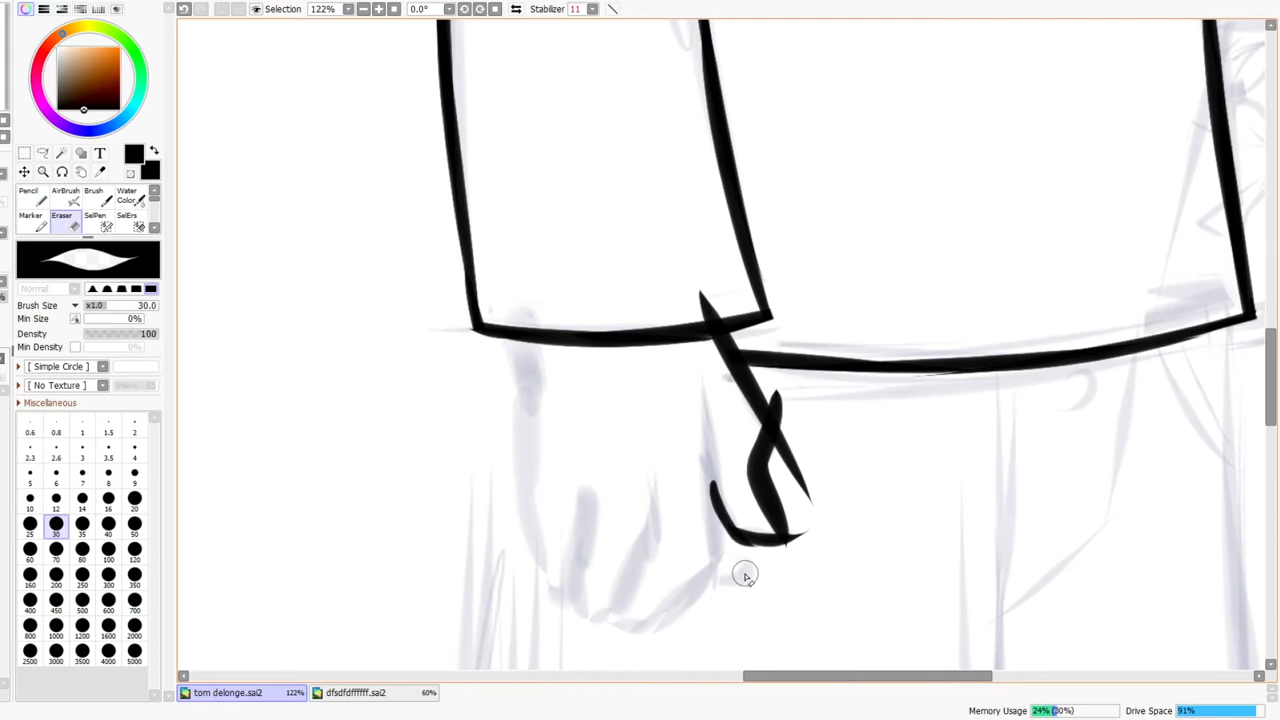 Selection 122% 0.0° Stabilizer 11
T
Pencil AirBrush Brush Water Color
Marker Eraser SelPen SelErs
Normal
Brush Size x1.0 30.0
Min Size 0%
Density 100
Min Density 0%
[ Simple Circle ]
[ No Texture ] Intensity 95
Miscellaneous
0.6 0.8 1 1.5 2
2.3 2.6 3 3.5 4
5 6 7 8 9
10 12 14 16 20
25 30 35 40 50
60 70 80 100 120
160 200 250 300 350
400 450 500 600 700
800 1000 1200 1600 2000
2500 3000 3500 4000 5000
tom delonge.sai2 122% dfsdfdffffff.sai2 60%
Memory Usage 24% (30%) Drive Space 91%